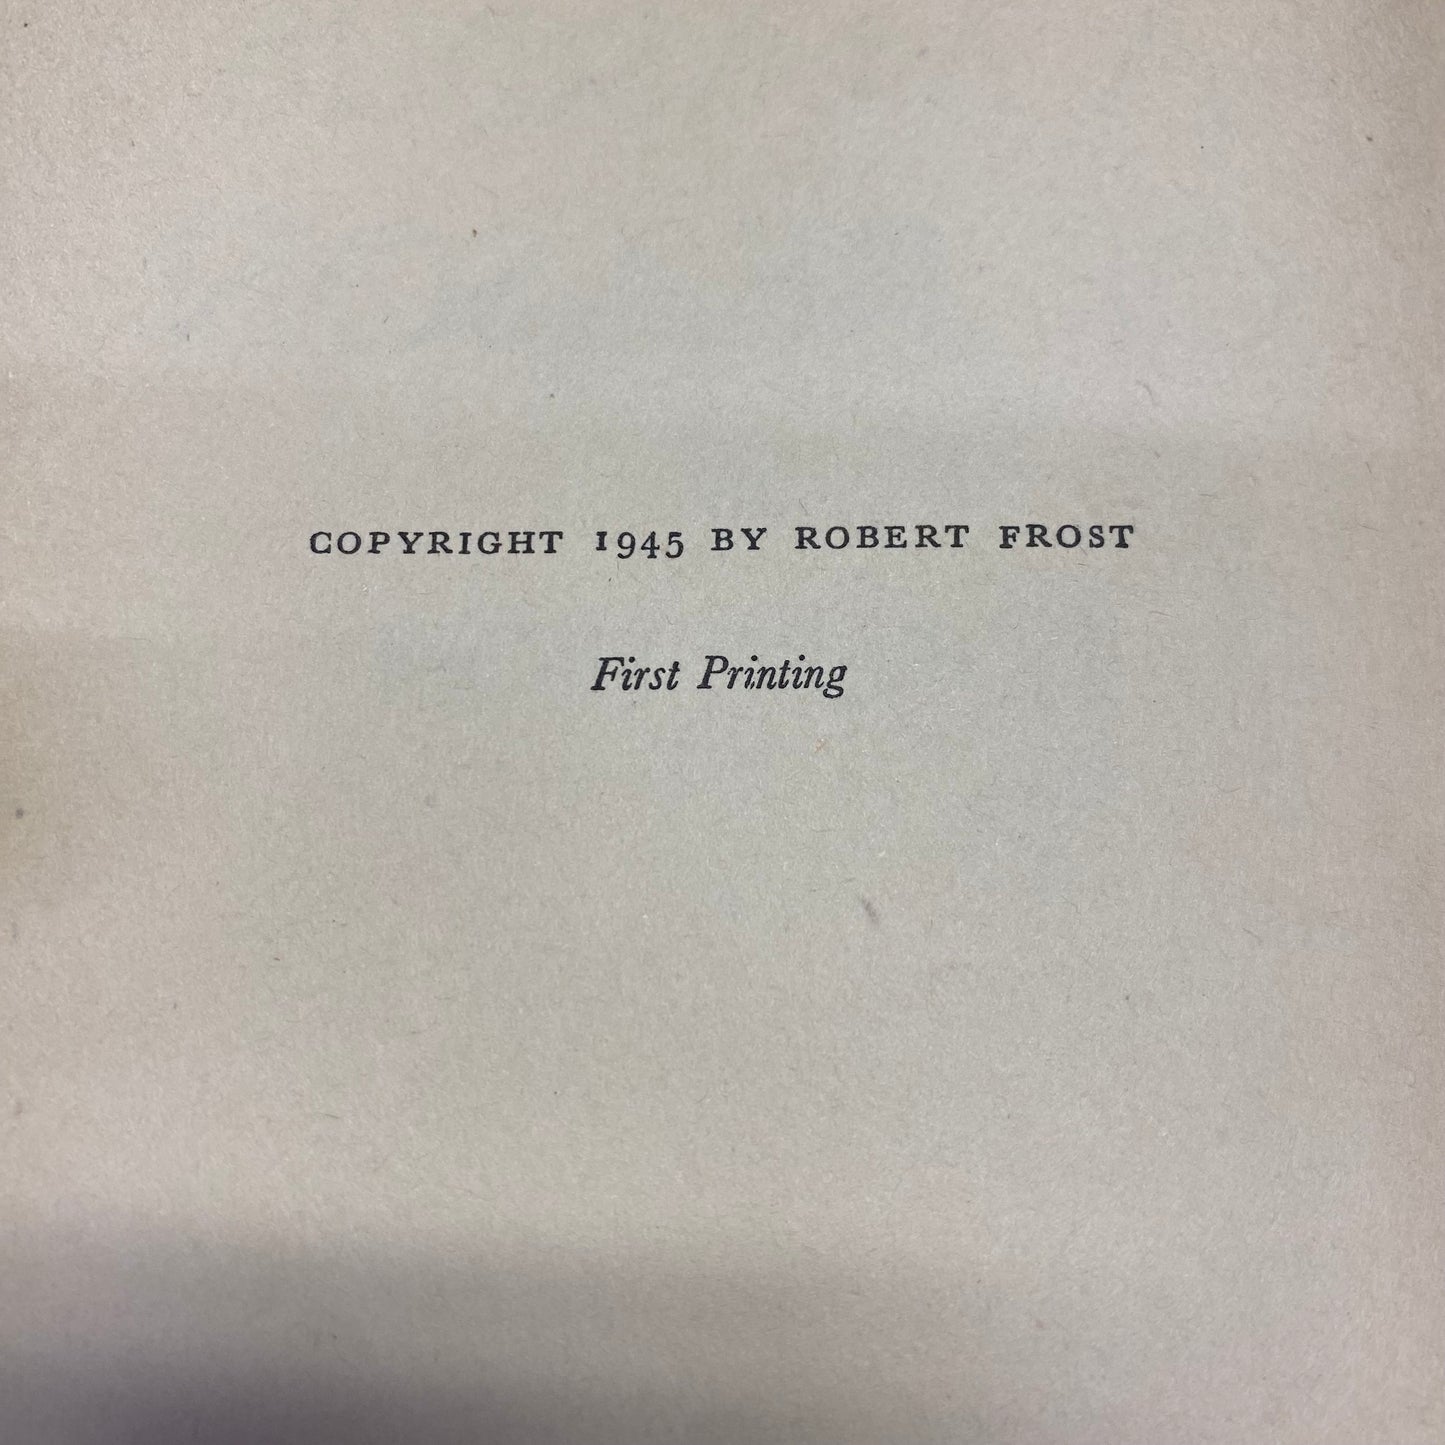 COPYRIGHT 1945 BY ROBERT FROST
First Printing